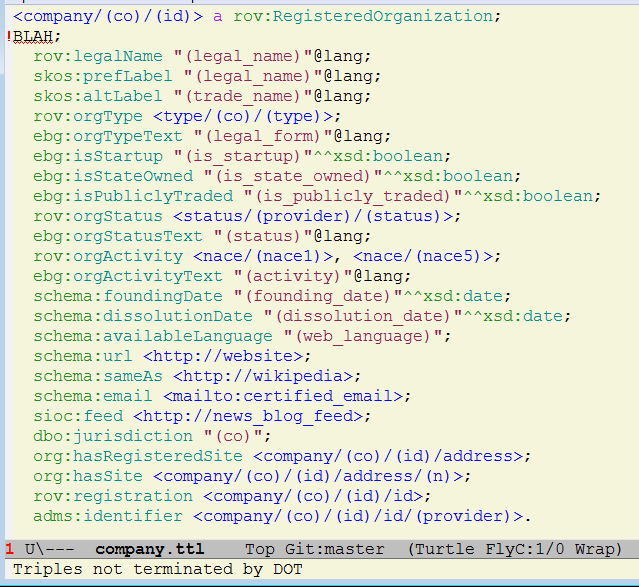 <company/(co)/(id)> a rov:RegisteredOrganization;
!BLAH;
rov:legalName "(legal_name)"@lang;
skos:prefLabel "(legal_name)"@lang;
skos:altLabel "(trade_name)"@lang;
rov:orgType <type/(co)/(type)>;
ebg:orgTypeText "(legal_form)"@lang;
ebg:isStartup "(is_startup)"^^xsd:boolean;
ebg:isStateOwned "(is_state_owned)"^^xsd:boolean;
ebg:isPubliclyTraded "(is_publicly_traded)"^^xsd:boolean;
rov:orgStatus <status/(provider)/(status)>;
ebg:orgStatusText "(status)"@lang;
rov:orgActivity <nace/(nace1)>, <nace/(nace5)>;
ebg:orgActivityText "(activity)"@lang;
schema:foundingDate "(founding_date)"^^xsd:date;
schema:dissolutionDate "(dissolution_date)"^^xsd:date;
schema:availableLanguage "(web_language)";
schema:url <http://website>;
schema:sameAs <http://wikipedia>;
schema:email <mailto:certified_email>;
sioc:feed <http://news_blog_feed>;
dbo:jurisdiction "(co)";
org:hasRegisteredSite <company/(co)/(id)/address>;
org:hasSite <company/(co)/(id)/address/(n)>;
rov:registration <company/(co)/(id)/id>;
adms:identifier <company/(co)/(id)/id/(provider)>.
1 U\--- company.ttl Top Git:master (Turtle FlyC:1/0 Wrap)
Triples not terminated by DOT